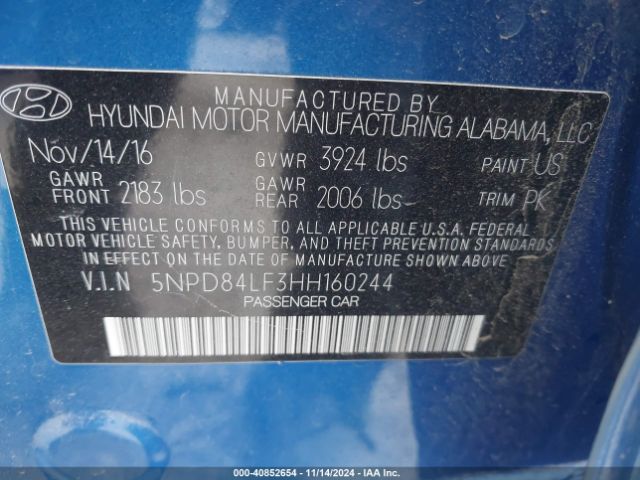 MANUFACTURED BY
HYUNDAI MOTOR MANUFACTURING ALABAMA, LLC
Nov/14/16 GVWR 3924 lbs PAINT US
GAWR FRONT 2183 lbs GAWR REAR 2006 lbs TRIM PK
THIS VEHICLE CONFORMS TO ALL APPLICABLE U.S.A. FEDERAL
MOTOR VEHICLE SAFETY, BUMPER, AND THEFT PREVENTION STANDARDS
IN EFFECT ON THE DATE OF MANUFACTURE SHOWN ABOVE
V.I.N 5NPD84LF3HH160244
PASSENGER CAR
000-40852654 - 11/14/2024 - IAA Inc.